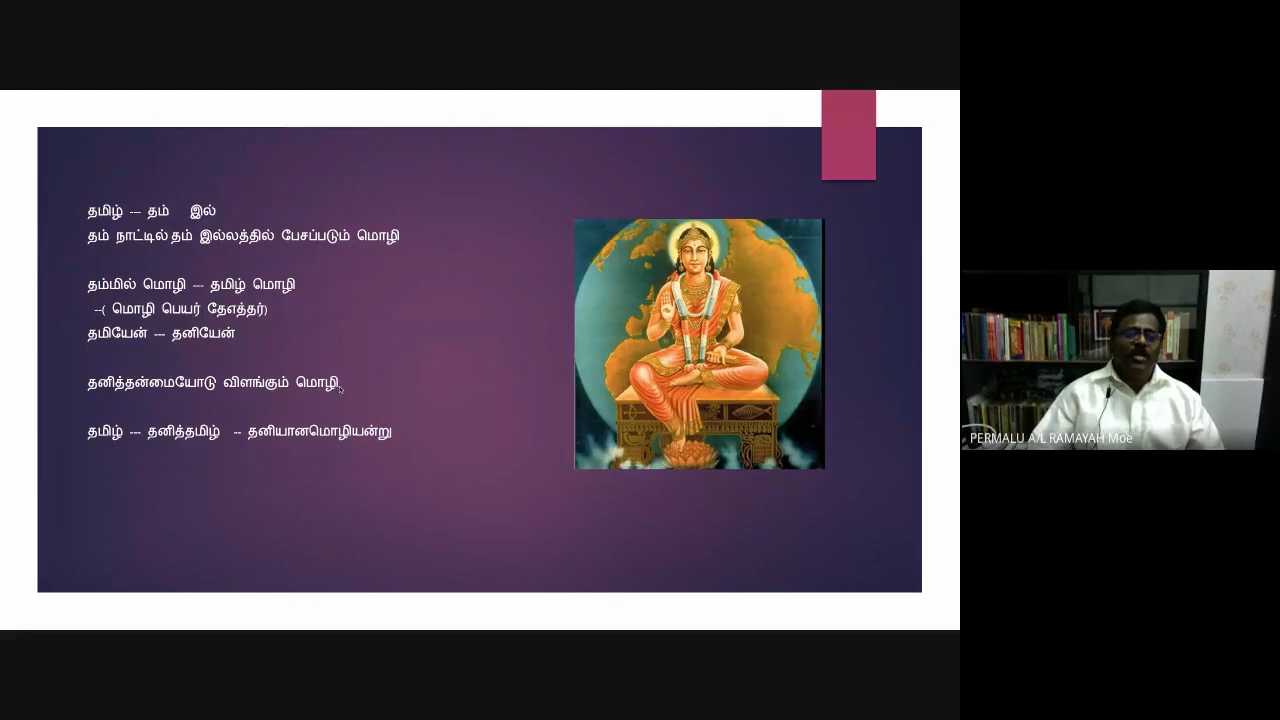 தமிழ் --- தம் இல்
தம் நாட்டில் தம் இல்லத்தில் பேசப்படும் மொழி
தம்மில் மொழி --- தமிழ் மொழி
--( மொழி பெயர் தேஎத்தர்)
தமியேன் --- தனியேன்
தனித்தன்மையோடு விளங்கும் மொழி
தமிழ் --- தனித்தமிழ் -- தனியானமொழியன்று
PERMALU A/L RAMAYAH Moe